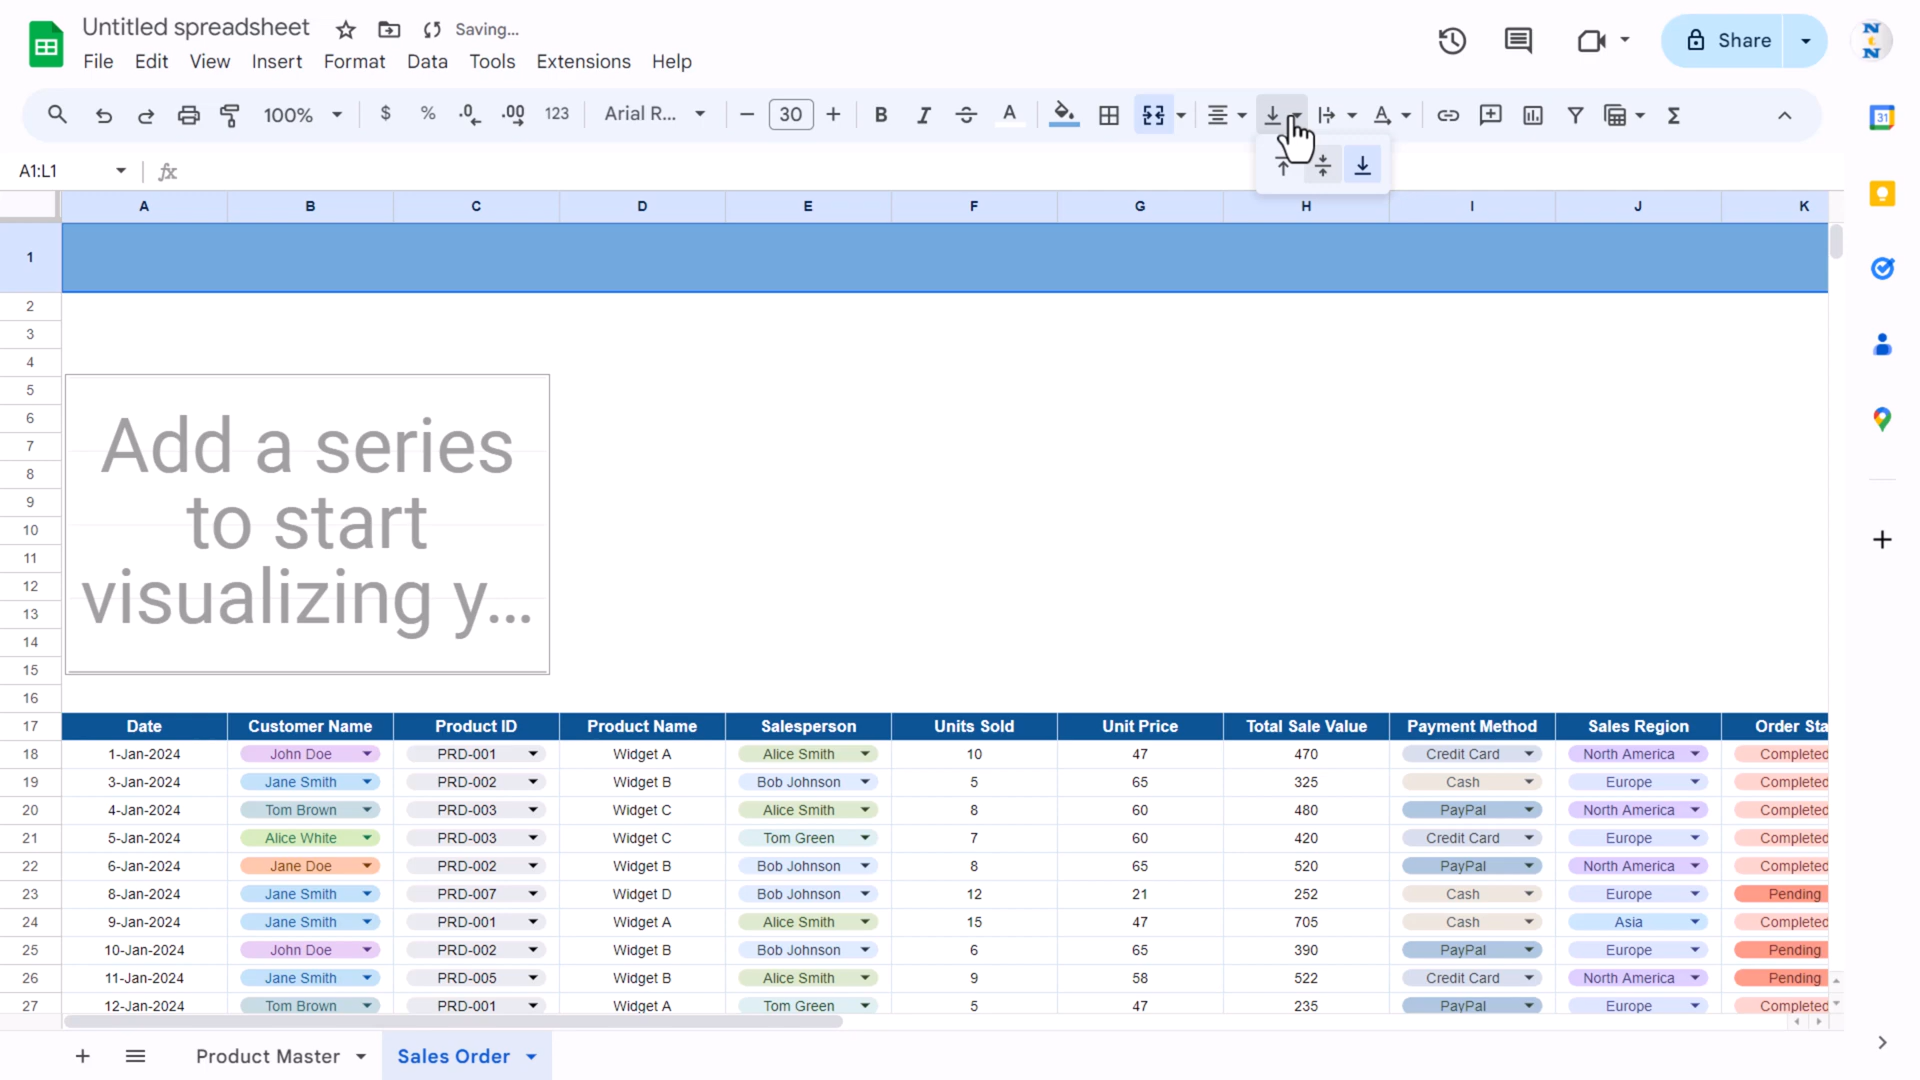 Untitled spreadsheet Saving...
File Edit View Insert Format Data Tools Extensions Help
Share
N t N
100% $ % .0 .00 123 Arial R... 30 B I A A Σ
31
A1:L1 fx
A B C D E F G H I J K
1
2
3
4
5
6
7
8
9
10
11
12
13
14
15
16
Add a series
to start
visualizing y...
17 Date Customer Name Product ID Product Name Salesperson Units Sold Unit Price Total Sale Value Payment Method Sales Region Order Sta
18 1-Jan-2024 John Doe PRD-001 Widget A Alice Smith 10 47 470 Credit Card North America Completed
19 3-Jan-2024 Jane Smith PRD-002 Widget B Bob Johnson 5 65 325 Cash Europe Completed
20 4-Jan-2024 Tom Brown PRD-003 Widget C Alice Smith 8 60 480 PayPal North America Completed
21 5-Jan-2024 Alice White PRD-003 Widget C Tom Green 7 60 420 Credit Card Europe Completed
22 6-Jan-2024 Jane Doe PRD-002 Widget B Bob Johnson 8 65 520 PayPal North America Completed
23 8-Jan-2024 Jane Smith PRD-007 Widget D Bob Johnson 12 21 252 Cash Europe Pending
24 9-Jan-2024 Jane Smith PRD-001 Widget A Alice Smith 15 47 705 Cash Asia Completed
25 10-Jan-2024 John Doe PRD-002 Widget B Bob Johnson 6 65 390 PayPal Europe Pending
26 11-Jan-2024 Jane Smith PRD-005 Widget B Alice Smith 9 58 522 Credit Card North America Pending
27 12-Jan-2024 Tom Brown PRD-001 Widget A Tom Green 5 47 235 PayPal Europe Completed
Product Master Sales Order